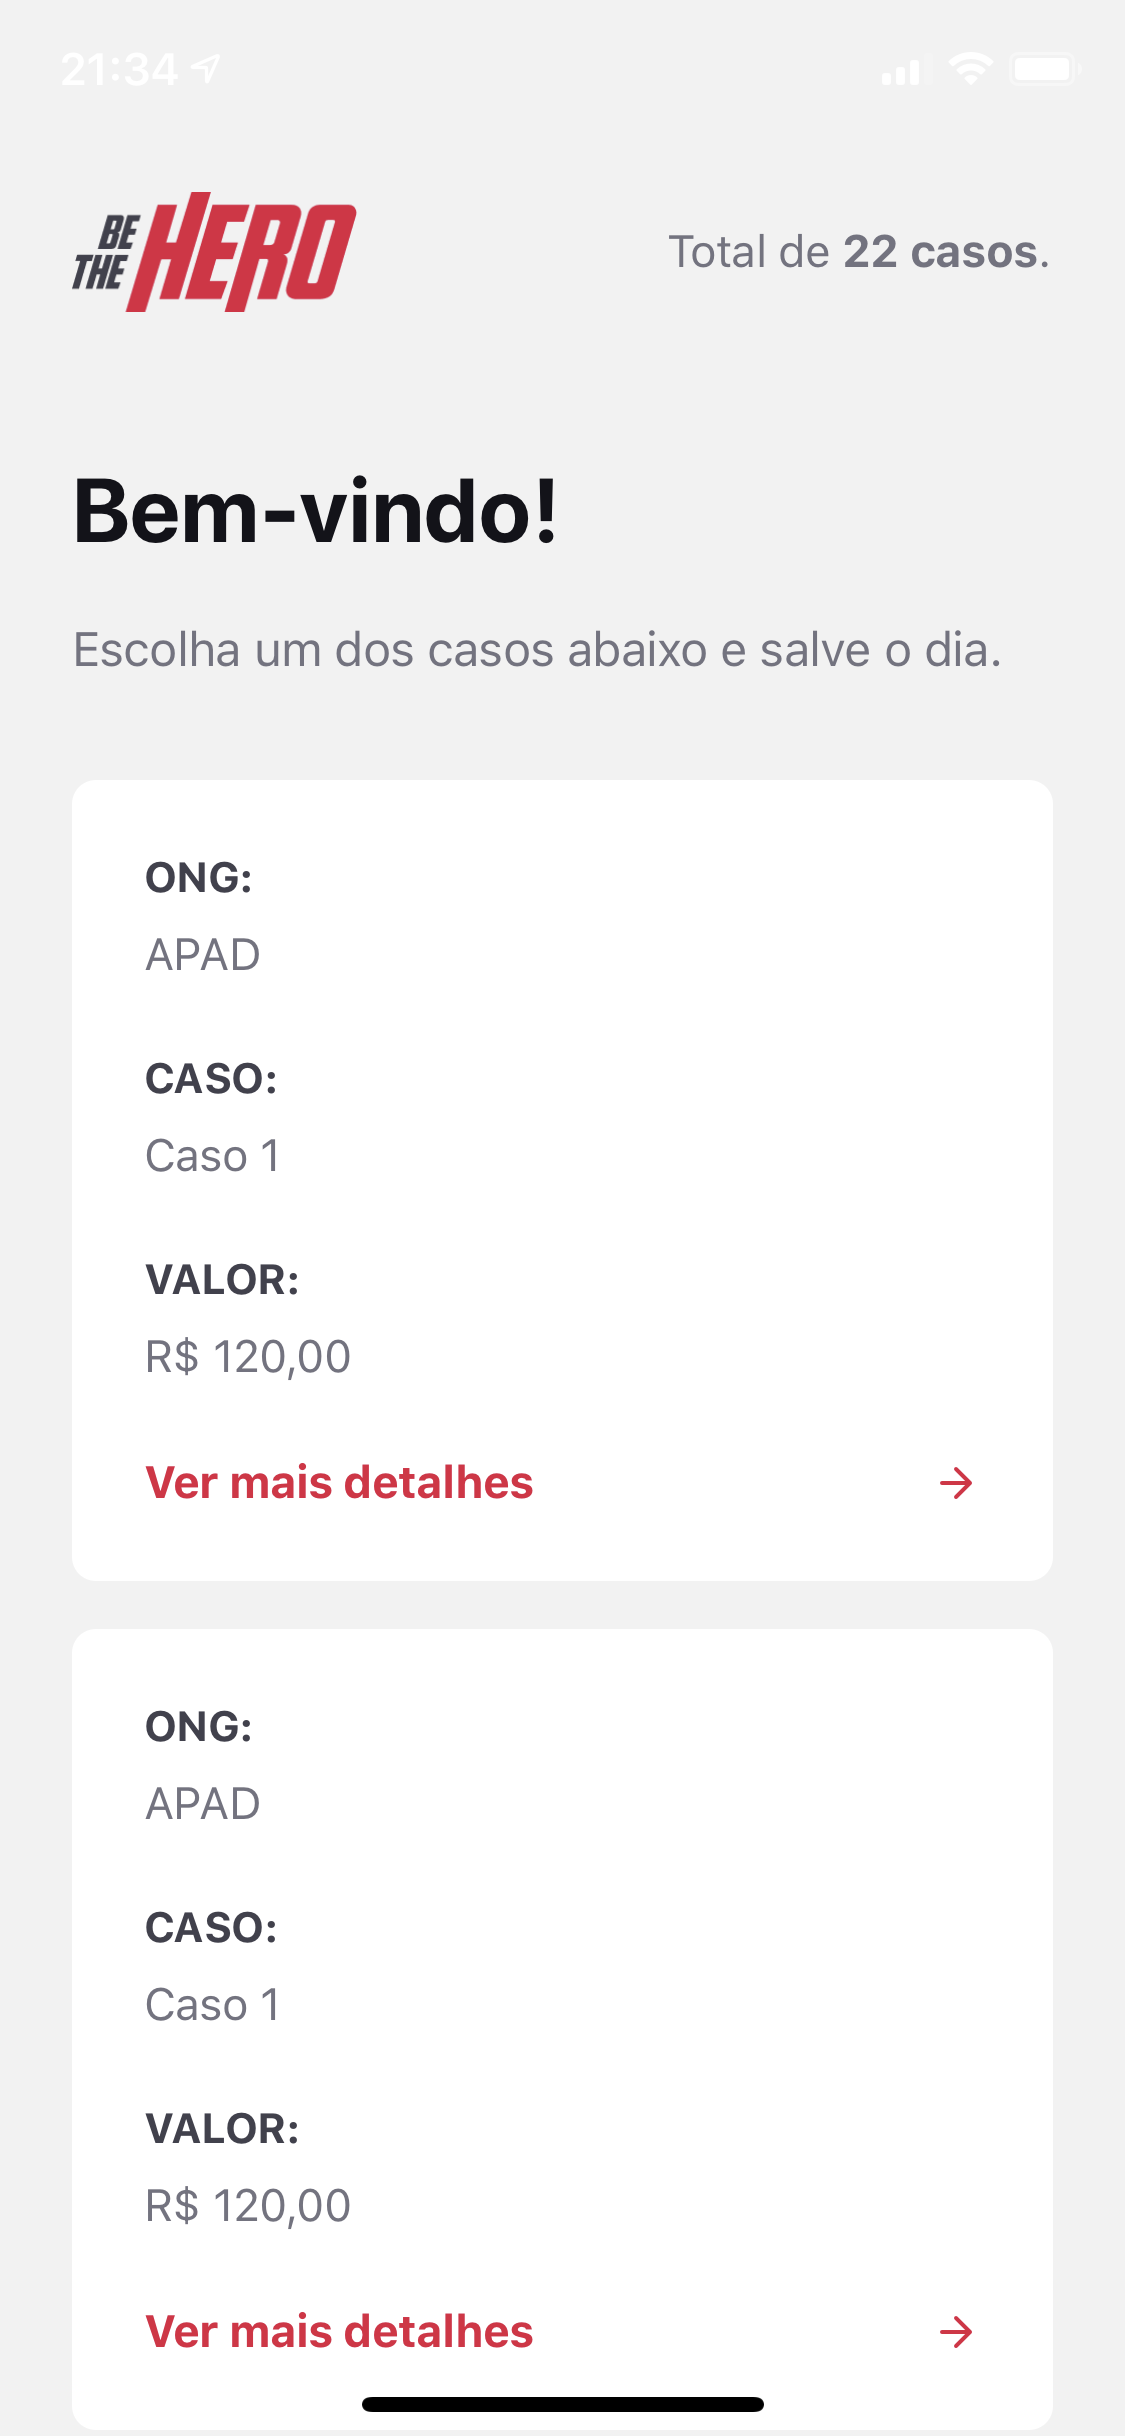 21:34
BE
THE HERO
Total de 22 casos.
Bem-vindo!
Escolha um dos casos abaixo e salve o dia.
ONG:
APAD
CASO:
Caso 1
VALOR:
R$ 120,00
Ver mais detalhes
ONG:
APAD
CASO:
Caso 1
VALOR:
R$ 120,00
Ver mais detalhes